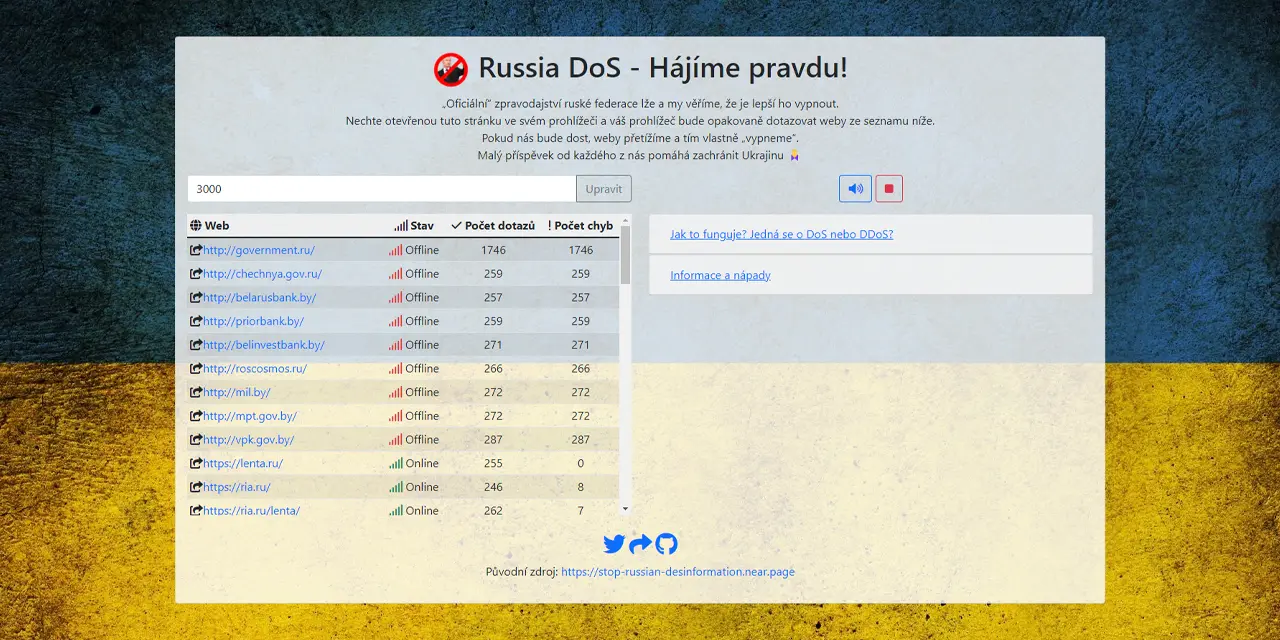 Russia DoS - Hájíme pravdu!
„Oficiální“ zpravodajství ruské federace lže a my věříme, že je lepší ho vypnout.
Nechte otevřenou tuto stránku ve svém prohlížeči a váš prohlížeč bude opakovaně dotazovat weby ze seznamu níže.
Pokud nás bude dost, weby přetížíme a tím vlastně „vypneme“.
Malý příspěvek od každého z nás pomáhá zachránit Ukrajinu
3000 Upravit
Web Stav Počet dotazů ! Počet chyb
http://government.ru/ Offline 1746 1746
http://chechnya.gov.ru/ Offline 259 259
http://belarusbank.by/ Offline 257 257
http://priorbank.by/ Offline 259 259
http://belinvestbank.by/ Offline 271 271
http://roscosmos.ru/ Offline 266 266
http://mil.by/ Offline 272 272
http://mpt.gov.by/ Offline 272 272
http://vpk.gov.by/ Offline 287 287
https://lenta.ru/ Online 255 0
https://ria.ru/ Online 246 8
https://ria.ru/lenta/ Online 262 7
Jak to funguje? Jedná se o DoS nebo DDoS?
Informace a nápady
Původní zdroj: https://stop-russian-desinformation.near.page